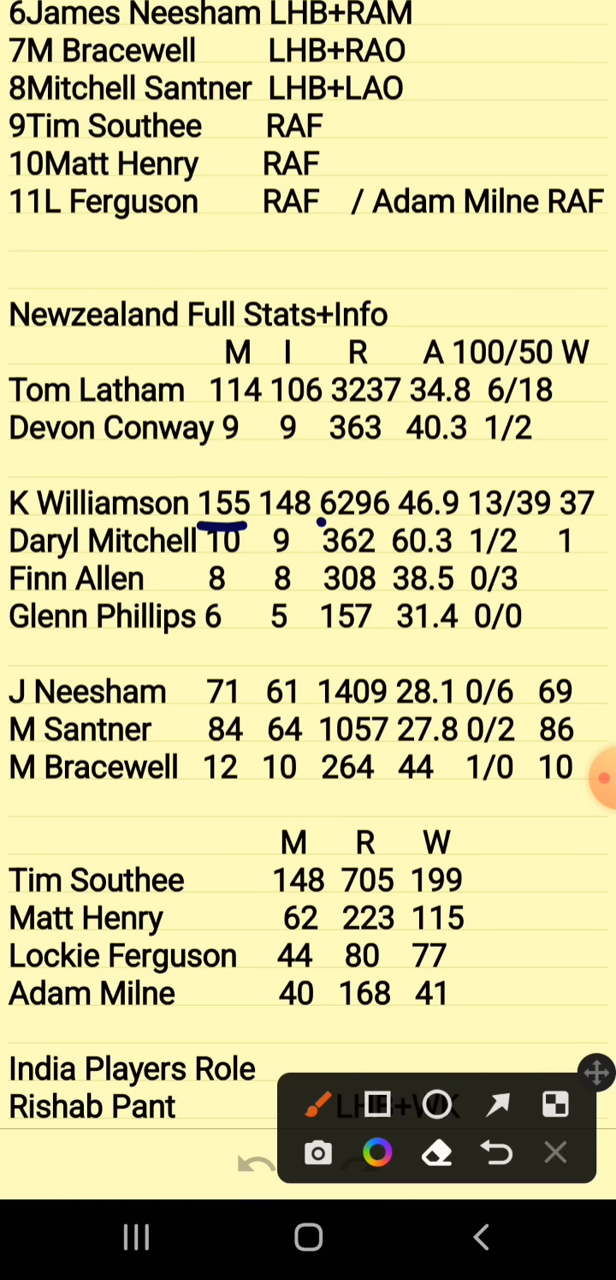 6James Neesham LHB+RAM
7M Bracewell LHB+RAO
8Mitchell Santner LHB+LAO
9Tim Southee RAF
10Matt Henry RAF
11L Ferguson RAF / Adam Milne RAF
Newzealand Full Stats+Info
M I R A 100/50 W
Tom Latham 114 106 3237 34.8 6/18
Devon Conway 9 9 363 40.3 1/2
K Williamson 155 148 6296 46.9 13/39 37
Daryl Mitchell 10 9 362 60.3 1/2 1
Finn Allen 8 8 308 38.5 0/3
Glenn Phillips 6 5 157 31.4 0/0
J Neesham 71 61 1409 28.1 0/6 69
M Santner 84 64 1057 27.8 0/2 86
M Bracewell 12 10 264 44 1/0 10
M R W
Tim Southee 148 705 199
Matt Henry 62 223 115
Lockie Ferguson 44 80 77
Adam Milne 40 168 41
India Players Role
Rishab Pant LHB+WK